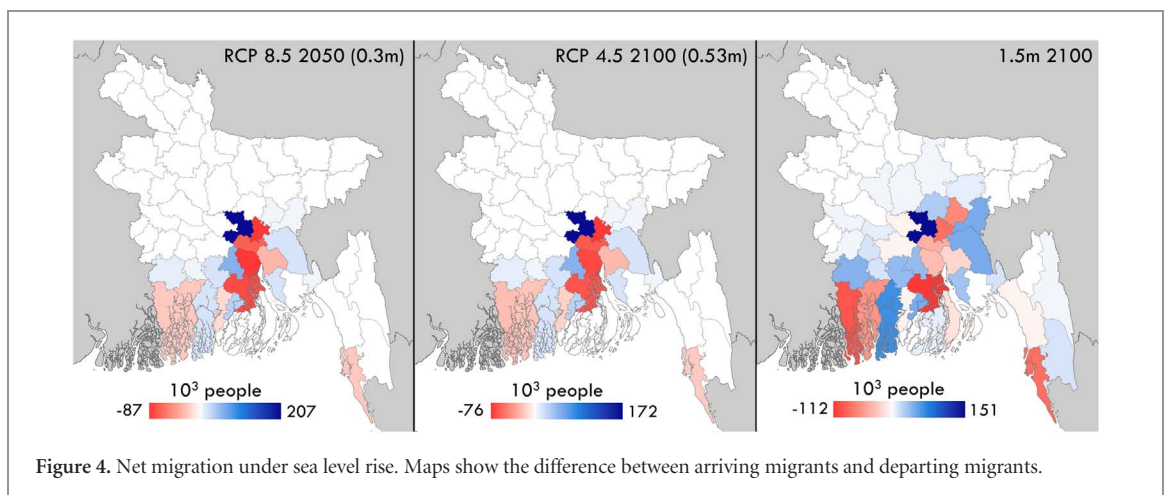 RCP 8.5 2050 (0.3m)
RCP 4.5 2100 (0.53m)
1.5m 2100
10³ people
-87
207
10³ people
-76
172
10³ people
-112
151
Figure 4. Net migration under sea level rise. Maps show the difference between arriving migrants and departing migrants.